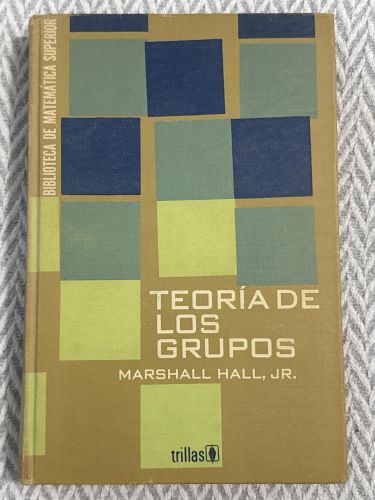 BIBLIOTECA DE MATEMÁTICA SUPERIOR
TEORÍA DE
LOS
GRUPOS
MARSHALL HALL, JR.
trillas